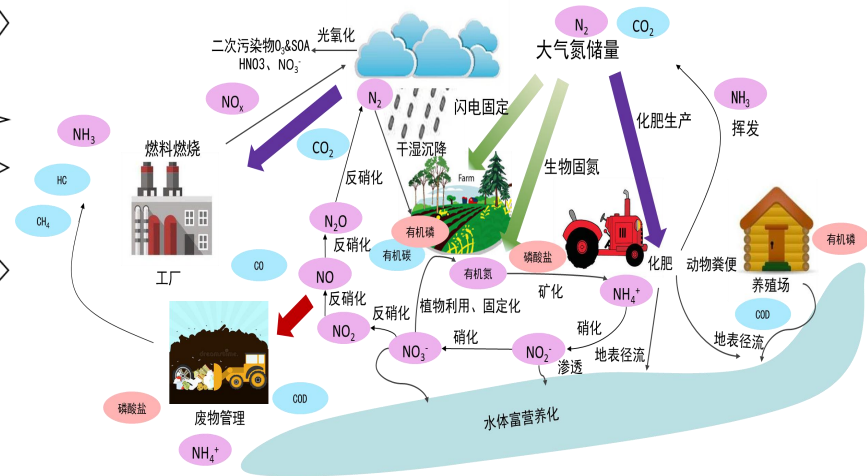 N₂
CO₂
大气氮储量
光氧化
二次污染物O₃&SOA
HNO3、NO₃⁻
NOₓ
N₂
闪电固定
干湿沉降
化肥生产
NH₃
挥发
NH₃
燃料燃烧
HC
CH₄
工厂
CO₂
反硝化
Farm
生物固氮
N₂O
有机磷
反硝化
有机碳
磷酸盐
有机磷
CO
NO
有机氮
化肥
动物粪便
养殖场
矿化
NH₄⁺
反硝化
植物利用、固定化
COD
NO₂
反硝化
硝化
硝化
地表径流
地表径流
NO₃⁻
NO₂⁻
渗透
磷酸盐
COD
废物管理
NH₄⁺
水体富营养化